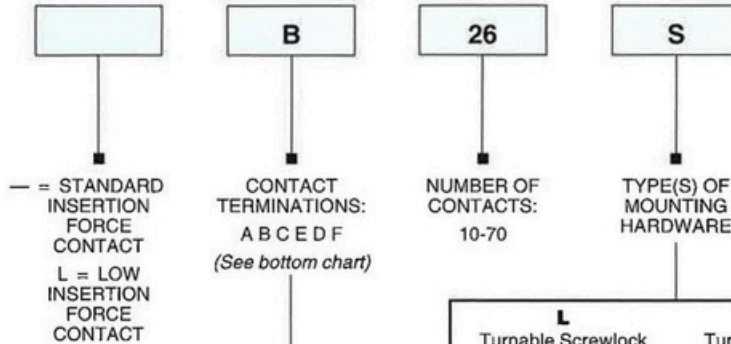 B
26
S
— = STANDARD
INSERTION
FORCE
CONTACT
L = LOW
INSERTION
FORCE
CONTACT
CONTACT
TERMINATIONS:
A B C E D F
(See bottom chart)
NUMBER OF
CONTACTS:
10-70
TYPE(S) OF
MOUNTING
HARDWARE
L
Turnable Screwlock